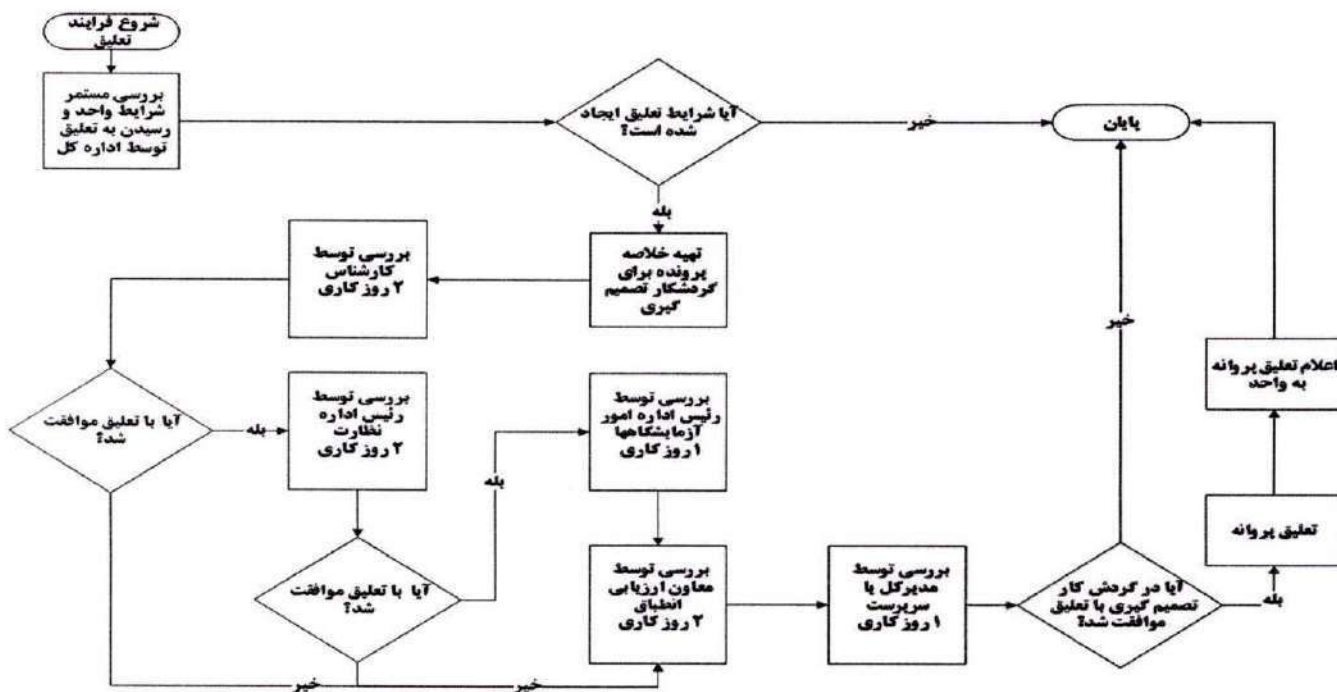 شروع فرایند
تعلیق
بررسی مستمر
شرایط واحد و
رسیدن به تعلیق
توسط اداره کل
آیا شرایط تعلیق ایجاد
شده است؟
خیر
پایان
بله
تهیه خلاصه
پرونده برای
گردشکار تصمیم
گیری
بررسی توسط
کارشناس
۲ روز کاری
آیا با تعلیق موافقت
شد؟
بله
بررسی توسط
رئیس اداره
نظارت
۲ روز کاری
آیا با تعلیق موافقت
شد؟
بله
بررسی توسط
رئیس اداره امور
آزمایشگاهها
۱ روز کاری
خیر
خیر
بررسی توسط
معاون ارزیابی
انطباق
۲ روز کاری
بررسی توسط
مدیرکل یا
سرپرست
۱ روز کاری
آیا در گردش کار
تصمیم گیری با تعلیق
موافقت شد؟
خیر
بله
تعلیق پروانه
اعلام تعلیق پروانه
به واحد